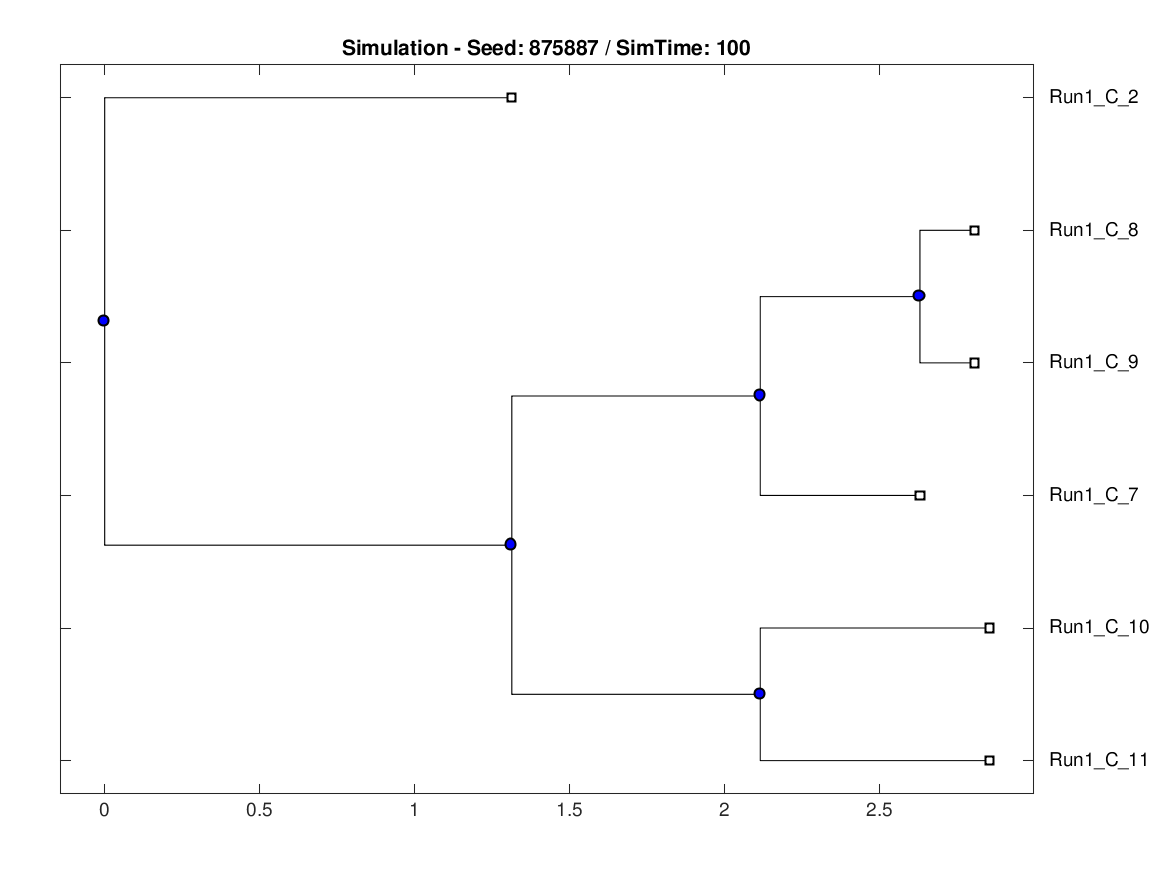 Simulation - Seed: 875887 / SimTime: 100
Run1_C_2
Run1_C_8
Run1_C_9
Run1_C_7
Run1_C_10
Run1_C_11
0 0.5 1 1.5 2 2.5